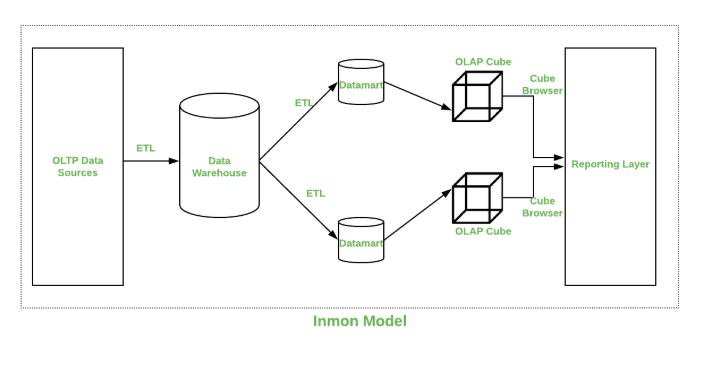 OLTP Data
Sources
ETL
Data
Warehouse
ETL
ETL
Datamart
Datamart
OLAP Cube
OLAP Cube
Cube
Browser
Cube
Browser
Reporting Layer
Inmon Model